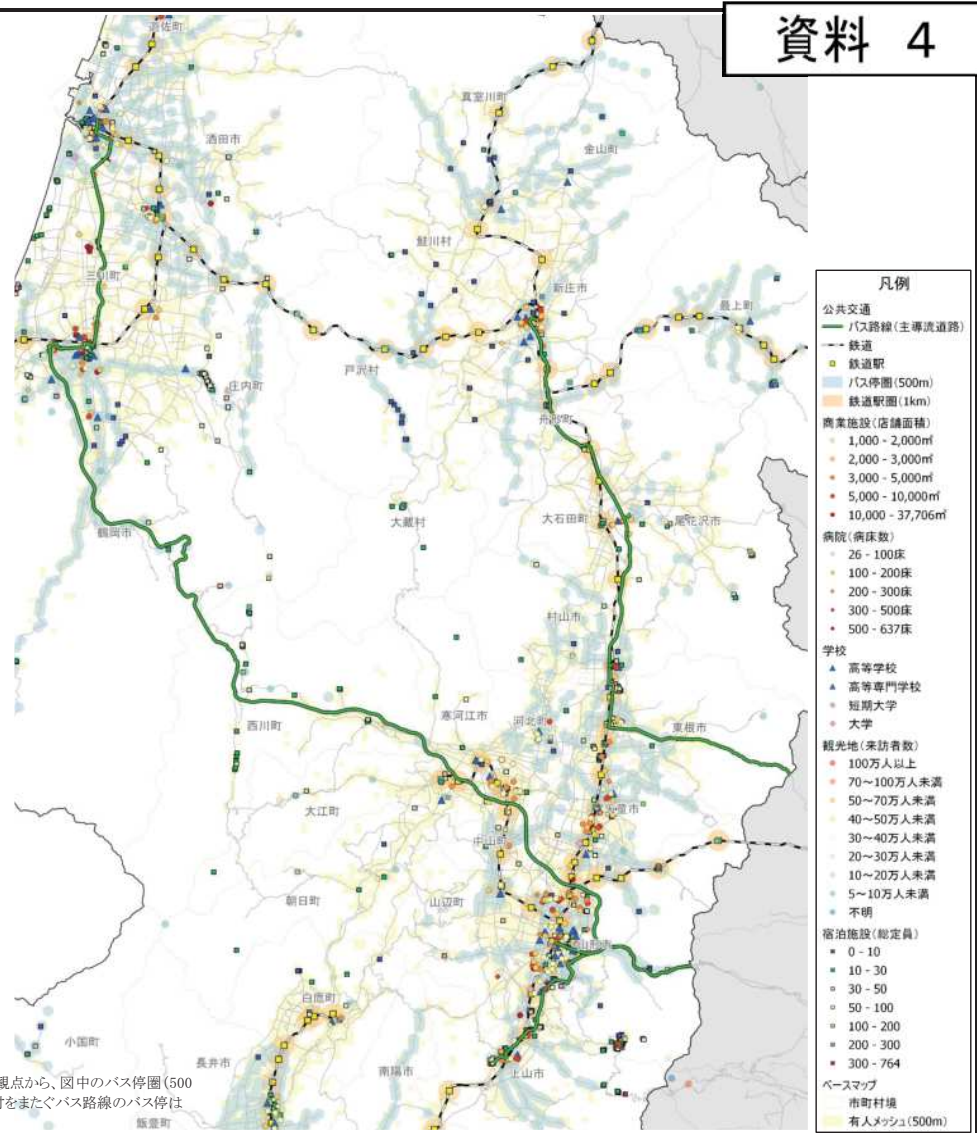 資料 4
遊佐町
真室川町
酒田市
金山町
鮭川村
三川町
新庄市
最上町
戸沢村
庄内町
舟形町
大蔵村
大石田町
尾花沢市
鶴岡市
村山市
西川町
寒河江市
河北町
東根市
大江町
天童市
中山町
朝日町
山辺町
山形市
白鷹町
小国町
長井市
南陽市
上山市
飯豊町
観点から、図中のバス停圏(500
村をまたぐバス路線のバス停は
凡例
公共交通
バス路線(主導流道路)
鉄道
鉄道駅
バス停圏(500m)
鉄道駅圏(1km)
商業施設(店舗面積)
1,000 - 2,000㎡
2,000 - 3,000㎡
3,000 - 5,000㎡
5,000 - 10,000㎡
10,000 - 37,706㎡
病院(病床数)
26 - 100床
100 - 200床
200 - 300床
300 - 500床
500 - 637床
学校
高等学校
高等専門学校
短期大学
大学
観光地(来訪者数)
100万人以上
70～100万人未満
50～70万人未満
40～50万人未満
30～40万人未満
20～30万人未満
10～20万人未満
5～10万人未満
不明
宿泊施設(総定員)
0 - 10
10 - 30
30 - 50
50 - 100
100 - 200
200 - 300
300 - 764
ベースマップ
市町村境
有人メッシュ(500m)